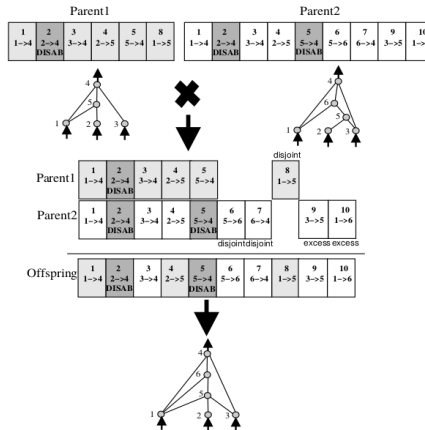 Parent1 Parent2
1 2 3 4 5 8 1 2 3 4 5 6 7 9 10
1−>4 2−>4 3−>4 2−>5 5−>4 1−>5 1−>4 2−>4 3−>4 2−>5 5−>4 5−>6 6−>4 3−>5
DISAB DISAB DISAB
4 4
5 6
5
1 2 3 1 2 3
disjoint
Parent1 1 2 3 4 5 8
1−>4 2−>4 3−>4 2−>5 5−>4 1−>5
DISAB
Parent2 1 2 3 4 5 6 7 9 10
1−>4 2−>4 3−>4 2−>5 5−>4 5−>6 6−>4 3−>5 1−>6
DISAB DISAB
disjoint disjoint excess excess
Offspring 1 2 3 4 5 6 7 8 9 10
1−>4 2−>4 3−>4 2−>5 5−>4 5−>6 6−>4 1−>5 3−>5 1−>6
DISAB DISAB
4
6
5
1 2 3